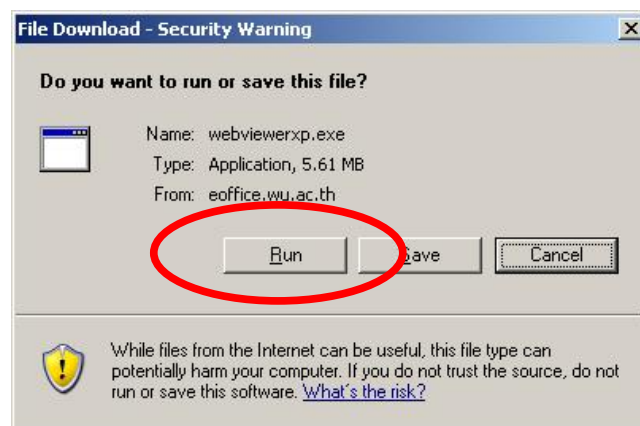 File Download - Security Warning
Do you want to run or save this file?
Name: webviewerxp.exe
Type: Application, 5.61 MB
From: eoffice.wu.ac.th
Run Save Cancel
While files from the Internet can be useful, this file type can
potentially harm your computer. If you do not trust the source, do not
run or save this software. What's the risk?